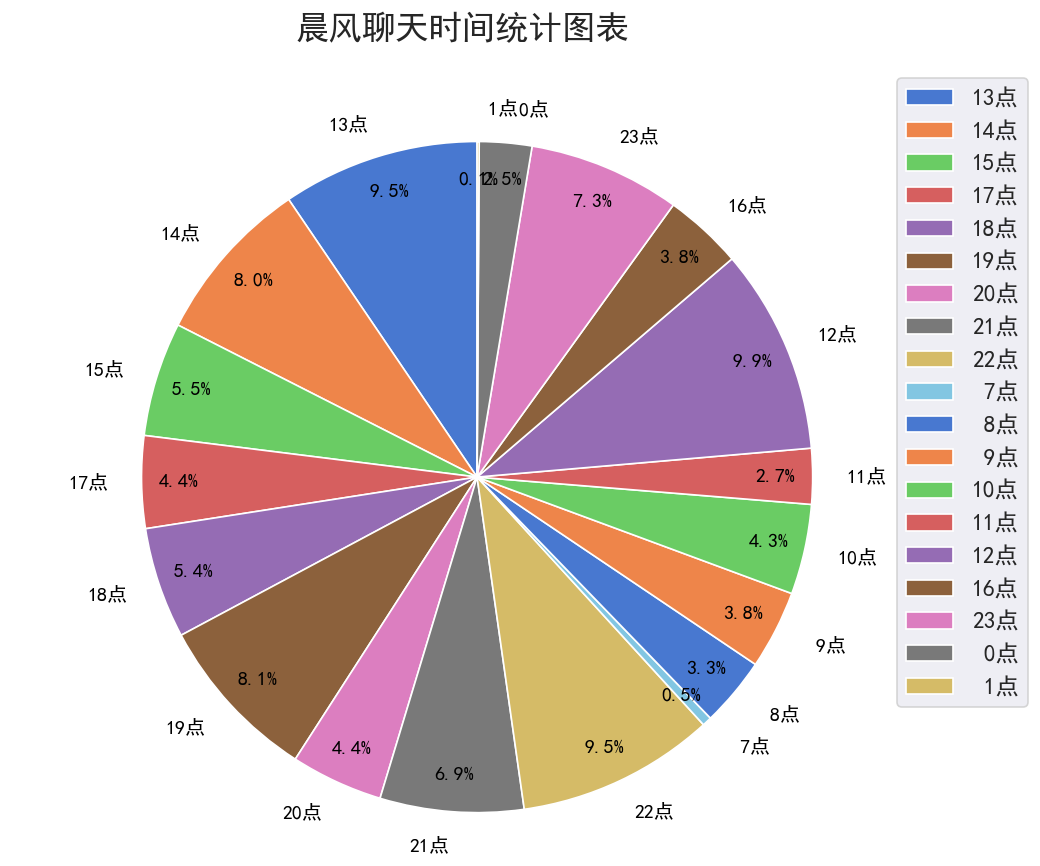 晨风聊天时间统计图表
13点
9.5%
14点
8.0%
15点
5.5%
17点
4.4%
18点
5.4%
19点
8.1%
20点
4.4%
21点
6.9%
22点
9.5%
7点
0.5%
8点
3.3%
9点
3.8%
10点
4.3%
11点
2.7%
12点
9.9%
16点
3.8%
23点
7.3%
0点
2.5%
1点
0.1%
13点
14点
15点
17点
18点
19点
20点
21点
22点
7点
8点
9点
10点
11点
12点
16点
23点
0点
1点